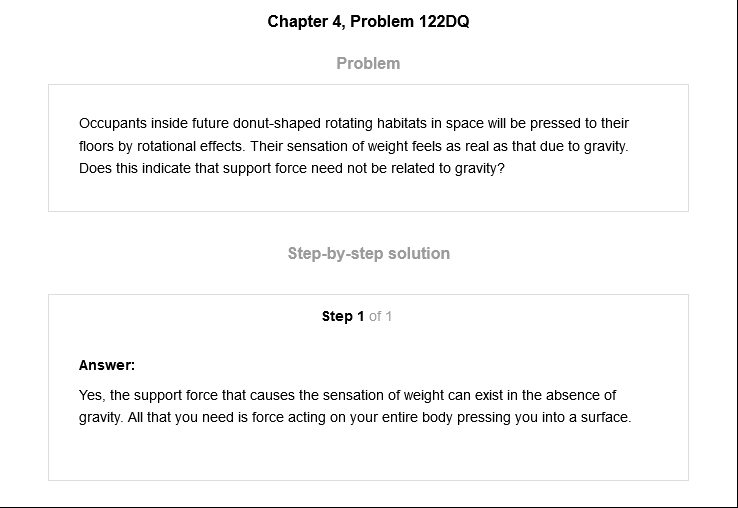 Chapter 4, Problem 122DQ
Problem
Occupants inside future donut-shaped rotating habitats in space will be pressed to their
floors by rotational effects. Their sensation of weight feels as real as that due to gravity.
Does this indicate that support force need not be related to gravity?
Step-by-step solution
Step 1 of 1
Answer:
Yes, the support force that causes the sensation of weight can exist in the absence of
gravity. All that you need is force acting on your entire body pressing you into a surface.